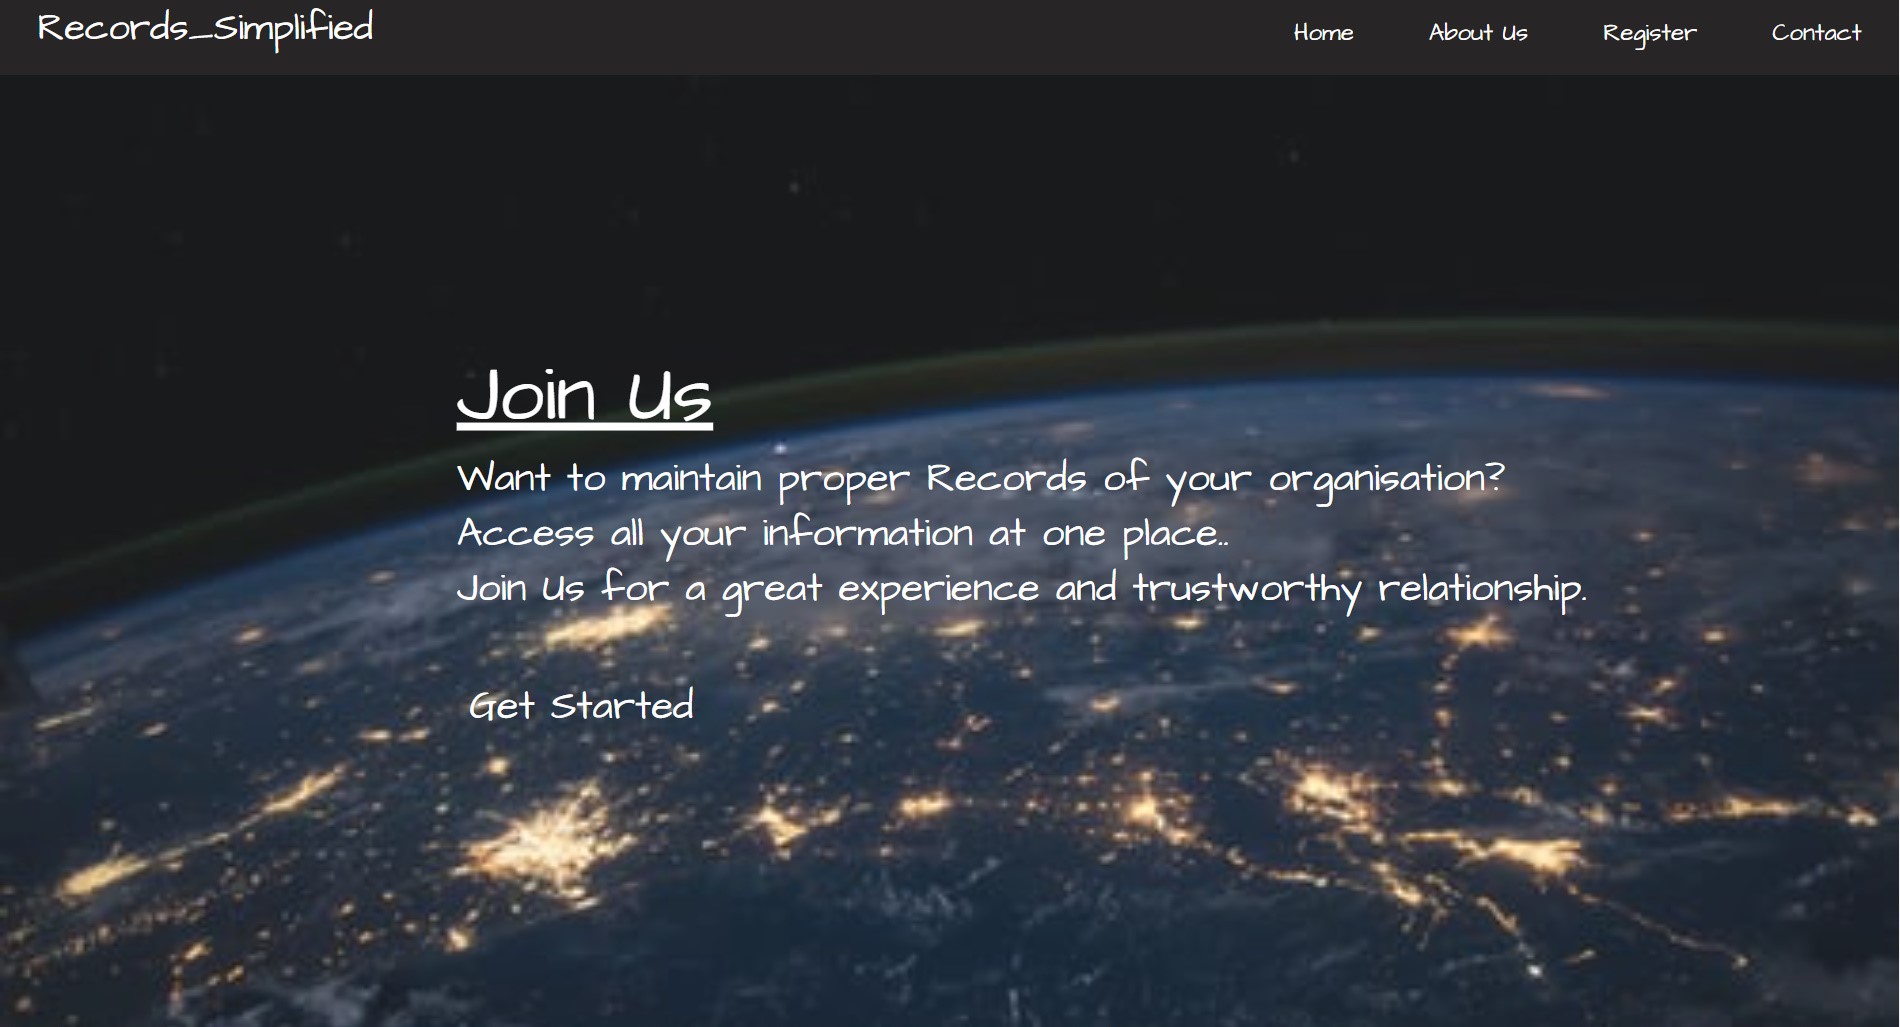 Records_Simplified
Home About Us Register Contact
Join Us
Want to maintain proper Records of your organisation?
Access all your information at one place..
Join Us for a great experience and trustworthy relationship.
Get Started